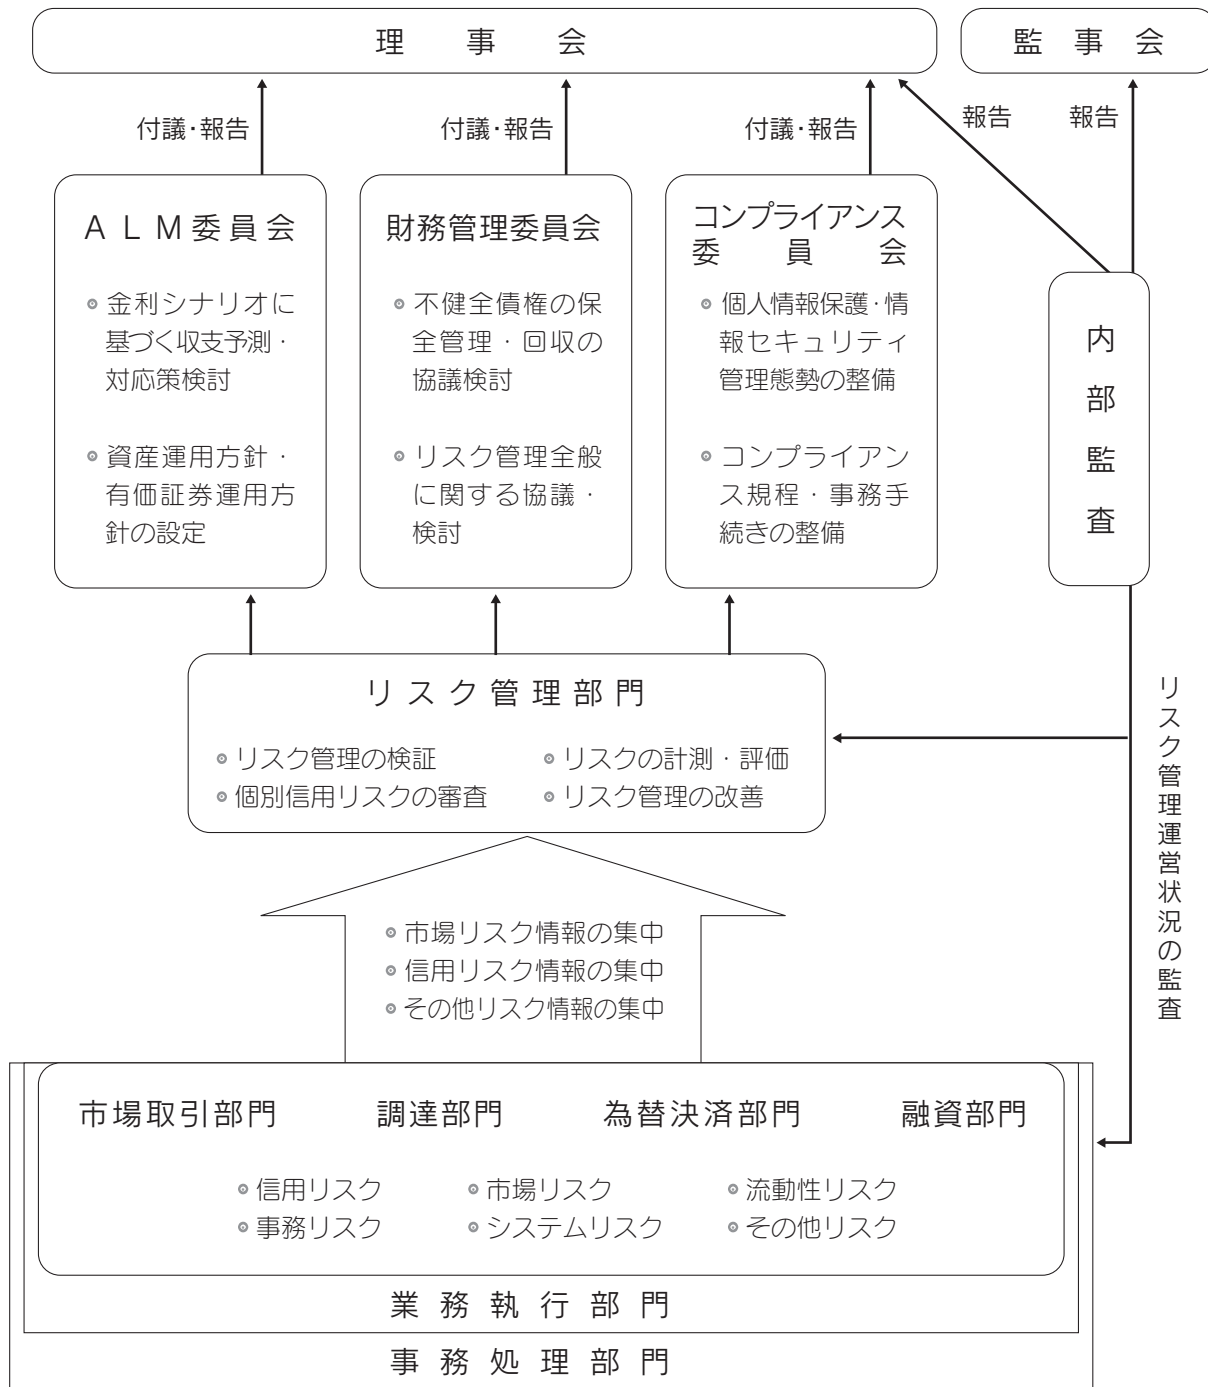 理事会
監事会
付議・報告
付議・報告
付議・報告
報告
報告
ALM委員会
◎金利シナリオに
基づく収支予測・
対応策検討
◎資産運用方針・
有価証券運用方
針の設定
財務管理委員会
◎不健全債権の保
全管理・回収の
協議検討
◎リスク管理全般
に関する協議・
検討
コンプライアンス
委員会
◎個人情報保護・情
報セキュリティ
管理態勢の整備
◎コンプライアン
ス規程・事務手
続きの整備
内部監査
リスク管理部門
◎リスク管理の検証
◎リスクの計測・評価
◎個別信用リスクの審査
◎リスク管理の改善
リスク管理運営状況の監査
◎市場リスク情報の集中
◎信用リスク情報の集中
◎その他リスク情報の集中
市場取引部門 調達部門 為替決済部門 融資部門
◎信用リスク ◎市場リスク ◎流動性リスク
◎事務リスク ◎システムリスク ◎その他リスク
業務執行部門
事務処理部門